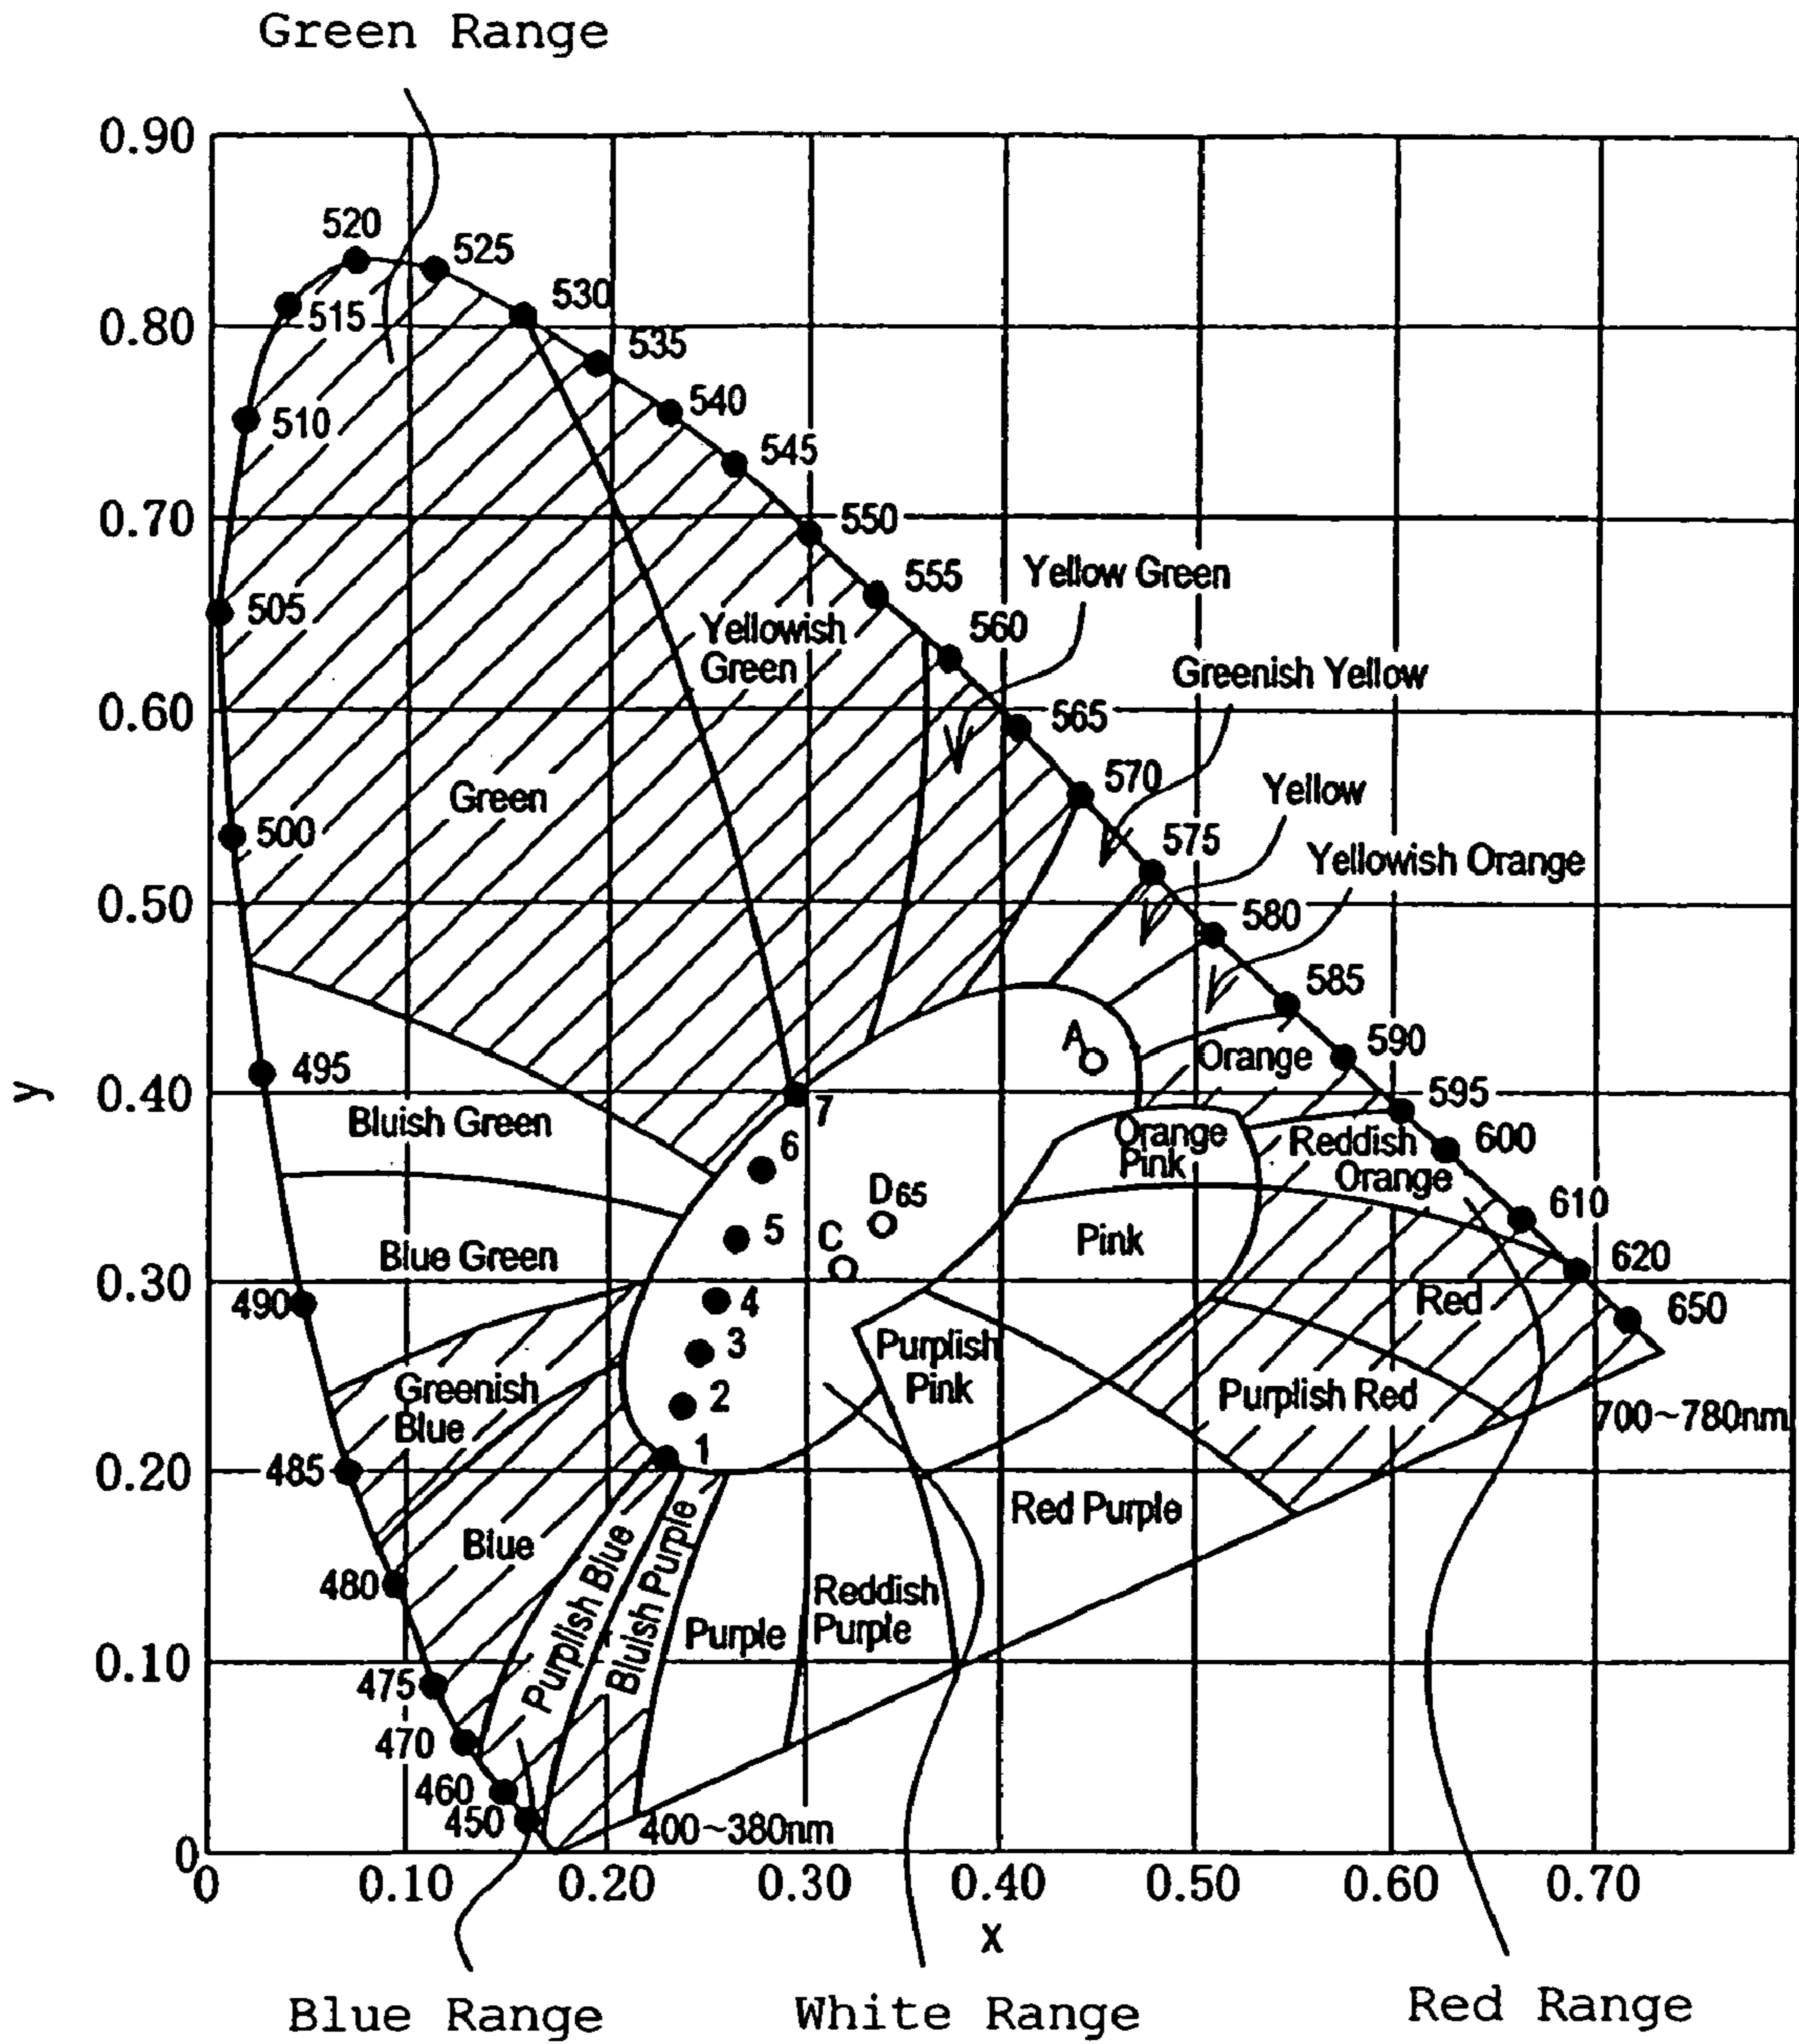 Green Range
0.90
520
525
530
0.80
515
535
540
510
545
0.70
550
555
Yellow Green
505
Yellowish
Green
560
Greenish Yellow
0.60
565
570
Yellow
Green
500
575
Yellowish Orange
0.50
580
585
A
590
Orange
495
0.40
595
7
Bluish Green
Orange
Pink
6
Reddish
Orange
600
D65
610
5
C
Pink
Blue Green
620
0.30
490
4
Red
650
3
Purplish
Pink
Greenish
Blue
2
Purplish Red
700~780nm
1
0.20
485
Red Purple
Blue
480
Purplish Blue
Bluish Purple
Reddish
Purple
Purple
0.10
475
470
460
450
400~380nm
0
0
0.10
0.20
0.30
0.40
0.50
0.60
0.70
y
x
Blue Range
White Range
Red Range